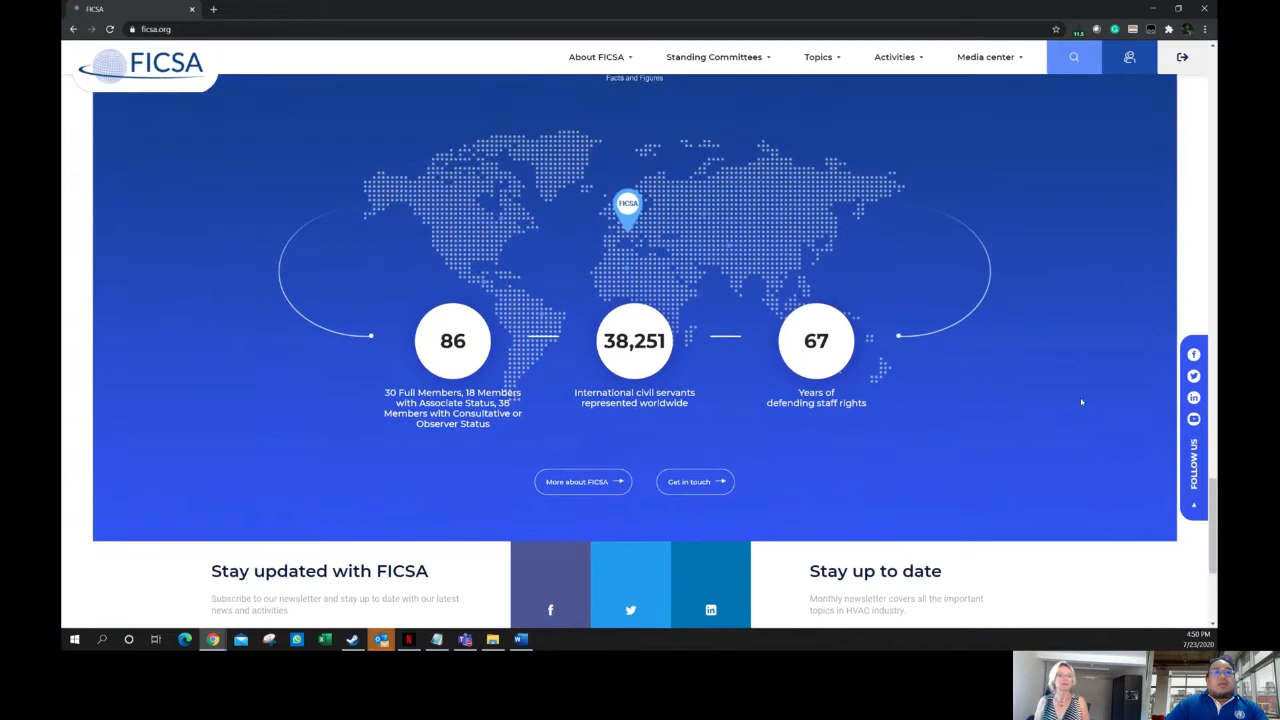 FICSA
ficsa.org
11.5
FICSA
About FICSA
Standing Committees
Topics
Activities
Media center
Facts and Figures
FICSA
86
38,251
67
30 Full Members, 18 Members
with Associate Status, 38
Members with Consultative or
Observer Status
International civil servants
represented worldwide
Years of
defending staff rights
More about FICSA
Get in touch
FOLLOW US
Stay updated with FICSA
Subscribe to our newsletter and stay up to date with our latest
news and activities
Stay up to date
Monthly newsletter covers all the important
topics in HVAC industry.
4:50 PM
7/23/2020